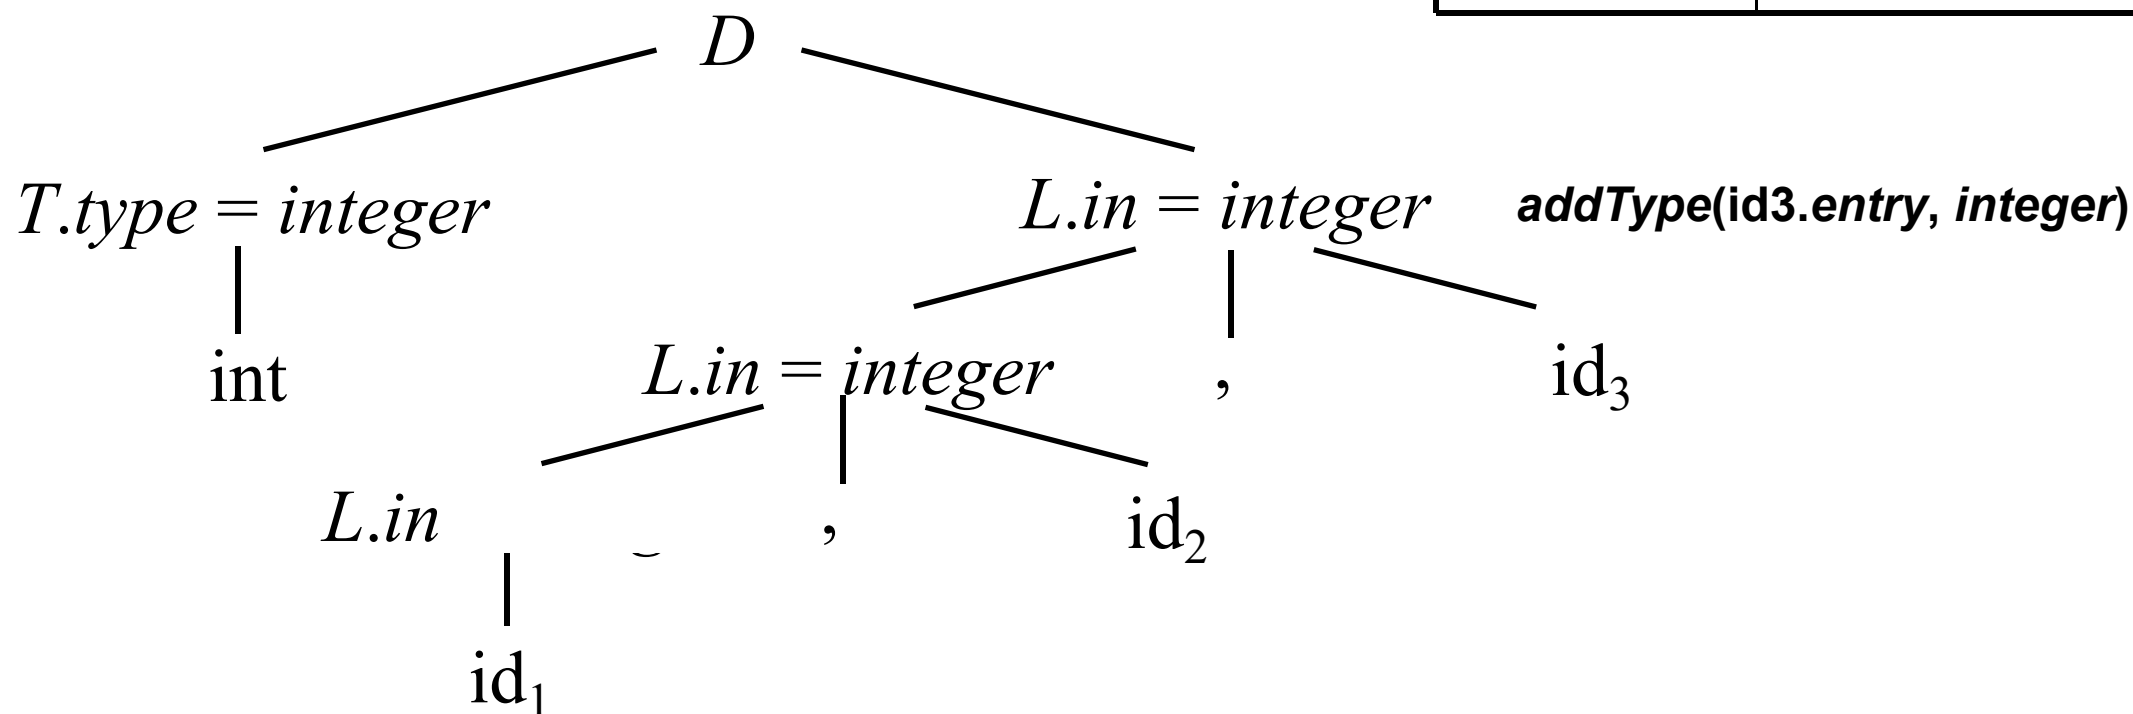 D
T.type = integer
L.in = integer
addType(id3.entry, integer)
int
L.in = integer
,
id₃
L.in
,
id₂
id₁